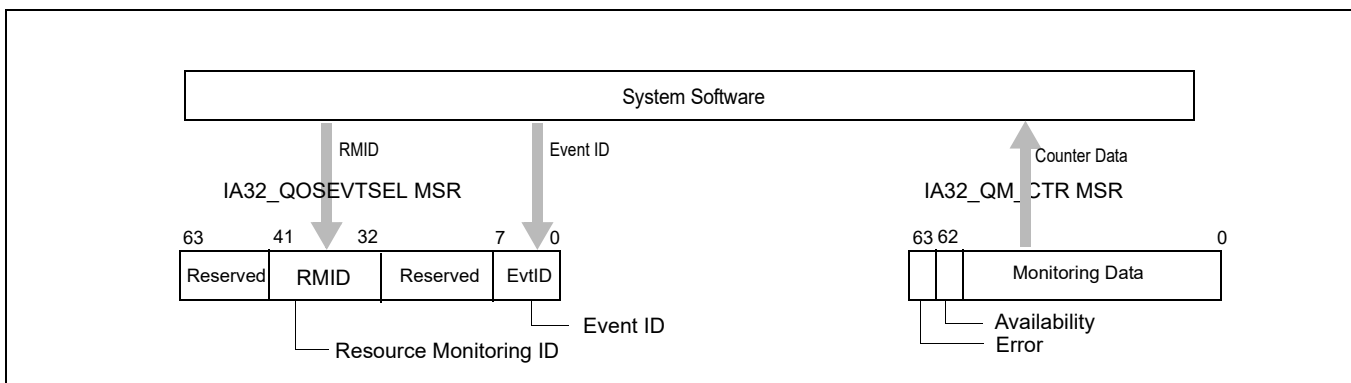 System Software
RMID
Event ID
Counter Data
IA32_QOSEVTSEL MSR
IA32_QM_CTR MSR
63 41 32 7 0
63 62 0
Reserved RMID Reserved EvtID
Monitoring Data
Event ID
Resource Monitoring ID
Availability
Error